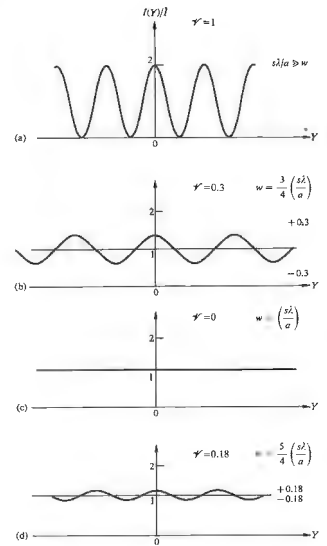 I(Y)/Ī
𝒱 = 1
2
sλ/a ≫ w
(a)
0
Y
𝒱 = 0.3
w = 3/4 (sλ/a)
2
+0.3
1
−0.3
(b)
0
Y
𝒱 = 0
w = (sλ/a)
2
1
(c)
0
Y
𝒱 = 0.18
5/4 (sλ/a)
2
+0.18
1
−0.18
(d)
0
Y